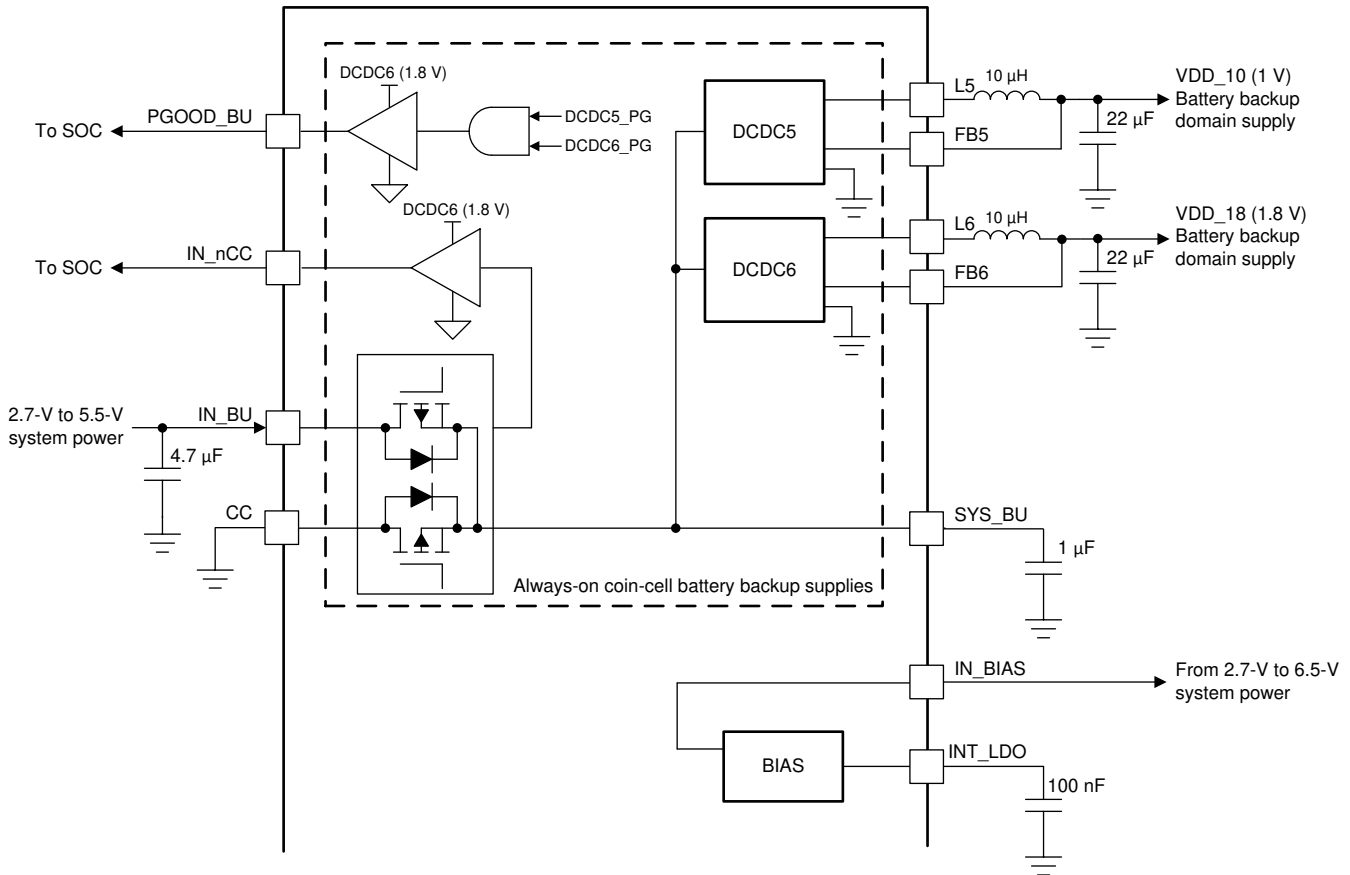 DCDC6 (1.8 V)
PGOOD_BU
To SOC
DCDC5_PG
DCDC6_PG
DCDC6 (1.8 V)
IN_nCC
To SOC
2.7-V to 5.5-V
system power
IN_BU
4.7 µF
CC
DCDC5
DCDC6
L5
10 µH
FB5
22 µF
VDD_10 (1 V)
Battery backup
domain supply
L6
10 µH
FB6
22 µF
VDD_18 (1.8 V)
Battery backup
domain supply
SYS_BU
1 µF
Always-on coin-cell battery backup supplies
IN_BIAS
From 2.7-V to 6.5-V
system power
BIAS
INT_LDO
100 nF